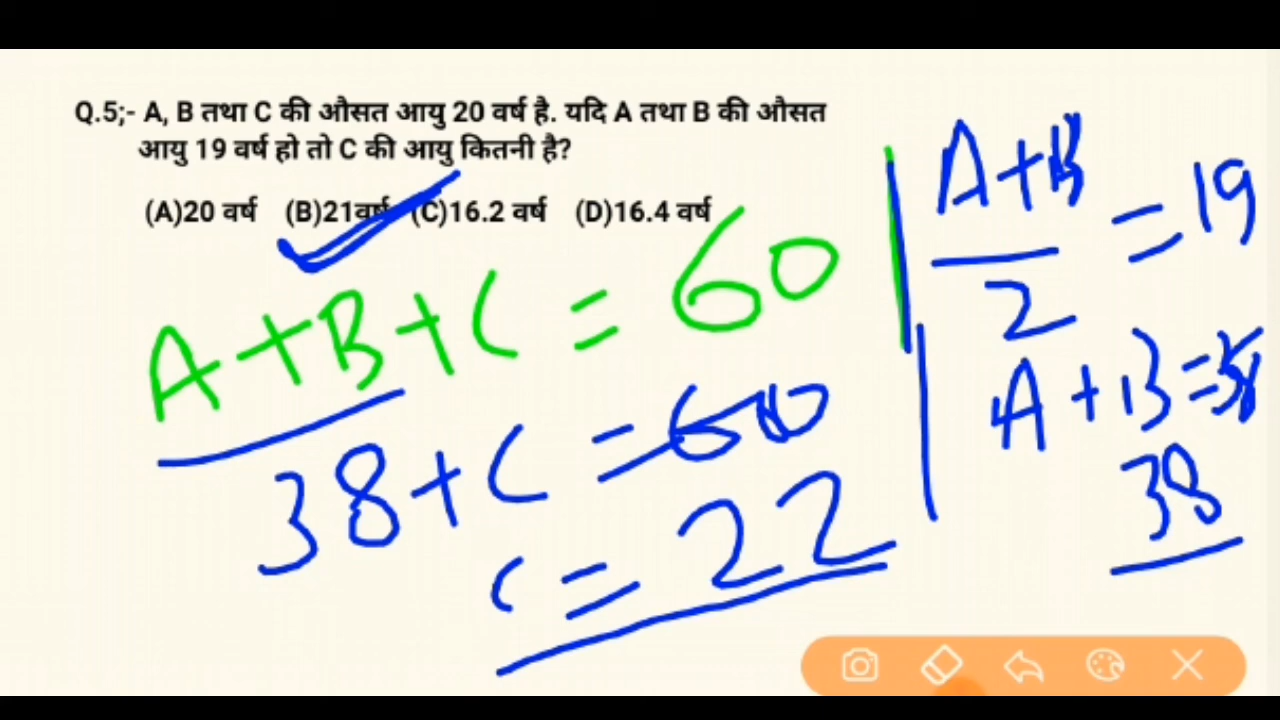 Q.5;- A, B तथा C की औसत आयु 20 वर्ष है. यदि A तथा B की औसत
आयु 19 वर्ष हो तो C की आयु कितनी है?
(A)20 वर्ष (B)21वर्ष (C)16.2 वर्ष (D)16.4 वर्ष
A+B+C = 60
38+C = 60
C = 22
A+B
2
= 19
A+B=
38